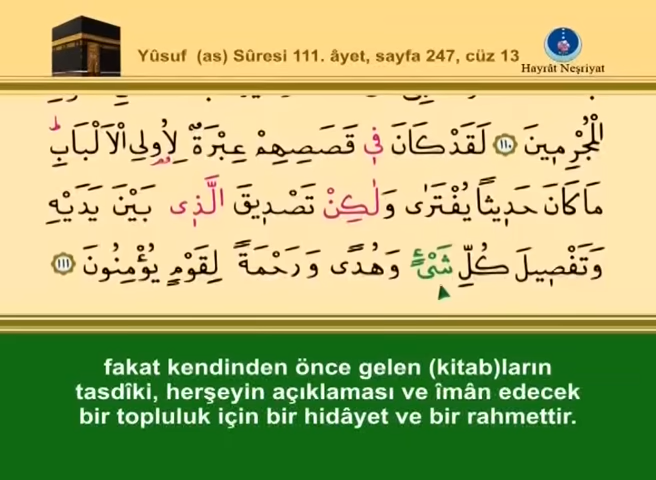 Yûsuf (as) Sûresi 111. âyet, sayfa 247, cüz 13
Hayrât Neşriyat
الْمُجْرِم۪ينَ ﴿١١٠﴾ لَقَدْ كَانَ ف۪ي قَصَصِهِمْ عِبْرَةٌ لِاُولِي الْاَلْبَابِۜ
مَا كَانَ حَد۪يثًا يُفْتَرٰى وَلٰكِنْ تَصْد۪يقَ الَّذ۪ي بَيْنَ يَدَيْهِ
وَتَفْص۪يلَ كُلِّ شَيْءٍ وَهُدًى وَرَحْمَةً لِقَوْمٍ يُؤْمِنُونَ ﴿١١١﴾
fakat kendinden önce gelen (kitab)ların
tasdîki, herşeyin açıklaması ve îmân edecek
bir topluluk için bir hidâyet ve bir rahmettir.